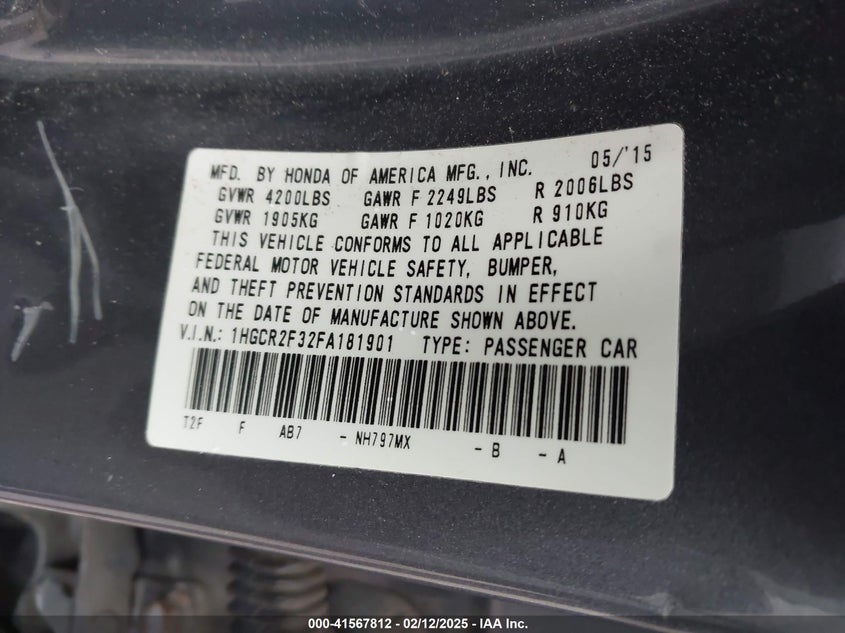 MFD. BY HONDA OF AMERICA MFG., INC. 05/'15
GVWR 4200LBS GAWR F 2249LBS R 2006LBS
GVWR 1905KG GAWR F 1020KG R 910KG
THIS VEHICLE CONFORMS TO ALL APPLICABLE
FEDERAL MOTOR VEHICLE SAFETY, BUMPER,
AND THEFT PREVENTION STANDARDS IN EFFECT
ON THE DATE OF MANUFACTURE SHOWN ABOVE.
V.I.N.: 1HGCR2F32FA181901 TYPE: PASSENGER CAR
T2F F AB7 - NH797MX - B - A
000-41567812 - 02/12/2025 - IAA Inc.